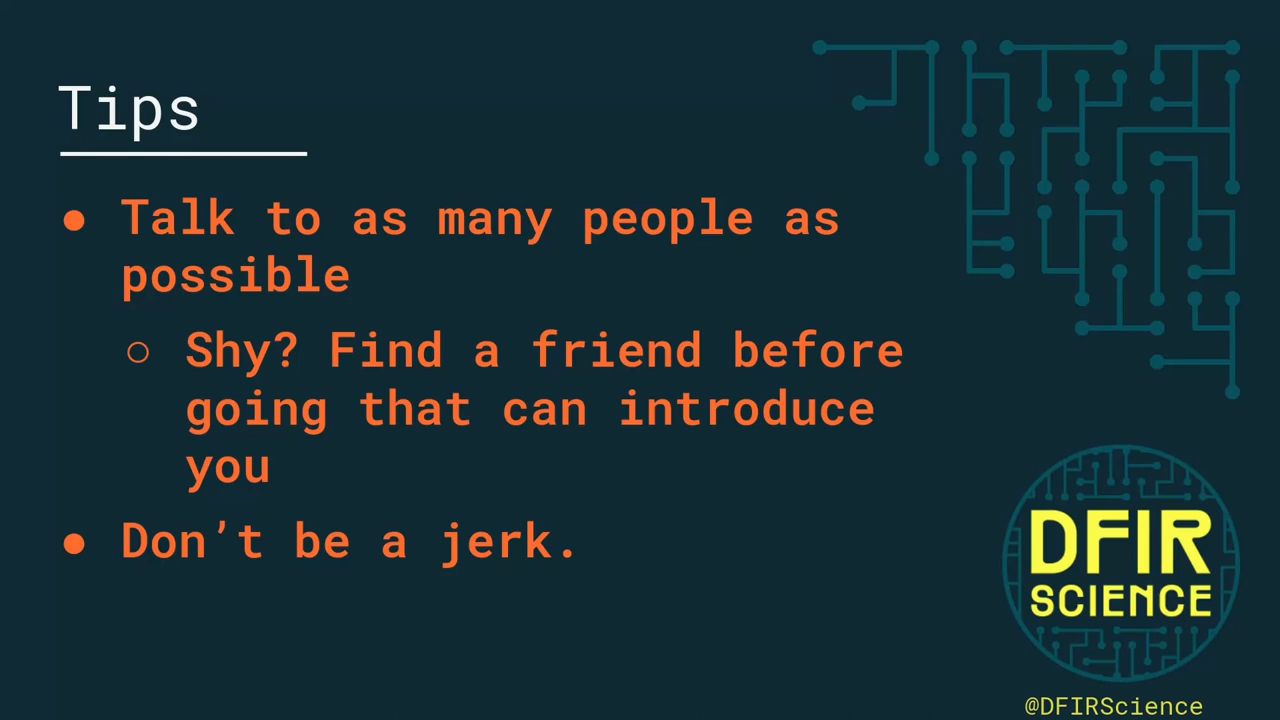 Tips
● Talk to as many people as
possible
○ Shy? Find a friend before
going that can introduce
you
● Don’t be a jerk.
DFIR
SCIENCE
@DFIRScience